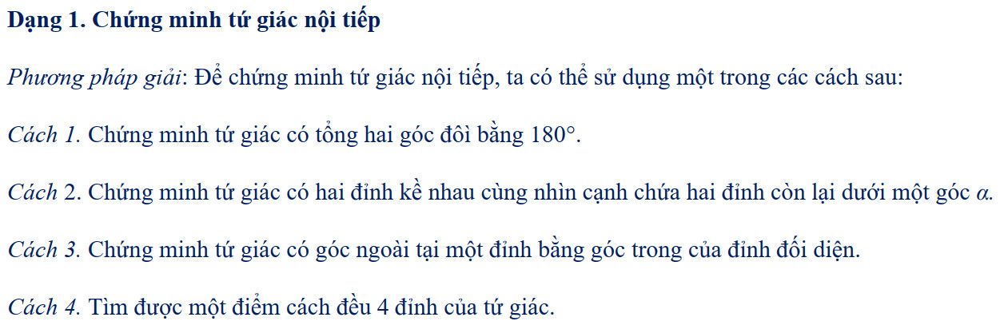 Dạng 1. Chứng minh tứ giác nội tiếp
Phương pháp giải: Để chứng minh tứ giác nội tiếp, ta có thể sử dụng một trong các cách sau:
Cách 1. Chứng minh tứ giác có tổng hai góc đôì bằng 180°.
Cách 2. Chứng minh tứ giác có hai đỉnh kề nhau cùng nhìn cạnh chứa hai đỉnh còn lại dưới một góc α.
Cách 3. Chứng minh tứ giác có góc ngoài tại một đỉnh bằng góc trong của đỉnh đối diện.
Cách 4. Tìm được một điểm cách đều 4 đỉnh của tứ giác.